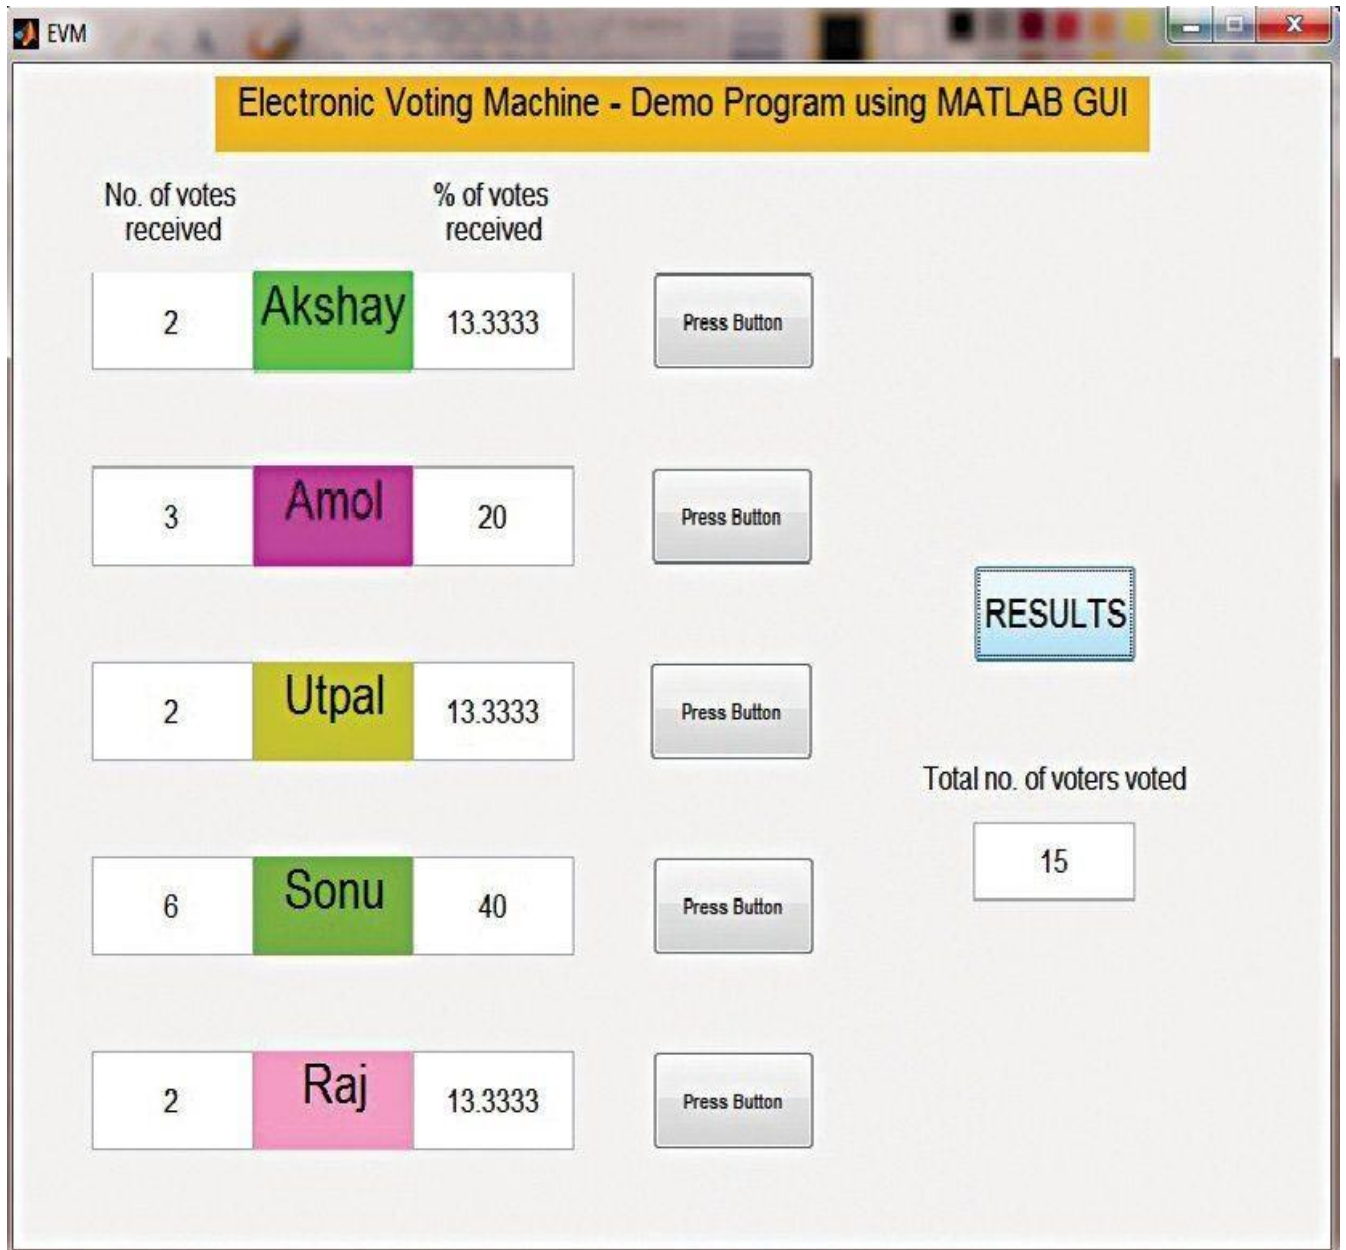 EVM
Electronic Voting Machine - Demo Program using MATLAB GUI
No. of votes
received
% of votes
received
2 Akshay 13.3333 Press Button
3 Amol 20 Press Button
RESULTS
2 Utpal 13.3333 Press Button
Total no. of voters voted
15
6 Sonu 40 Press Button
2 Raj 13.3333 Press Button